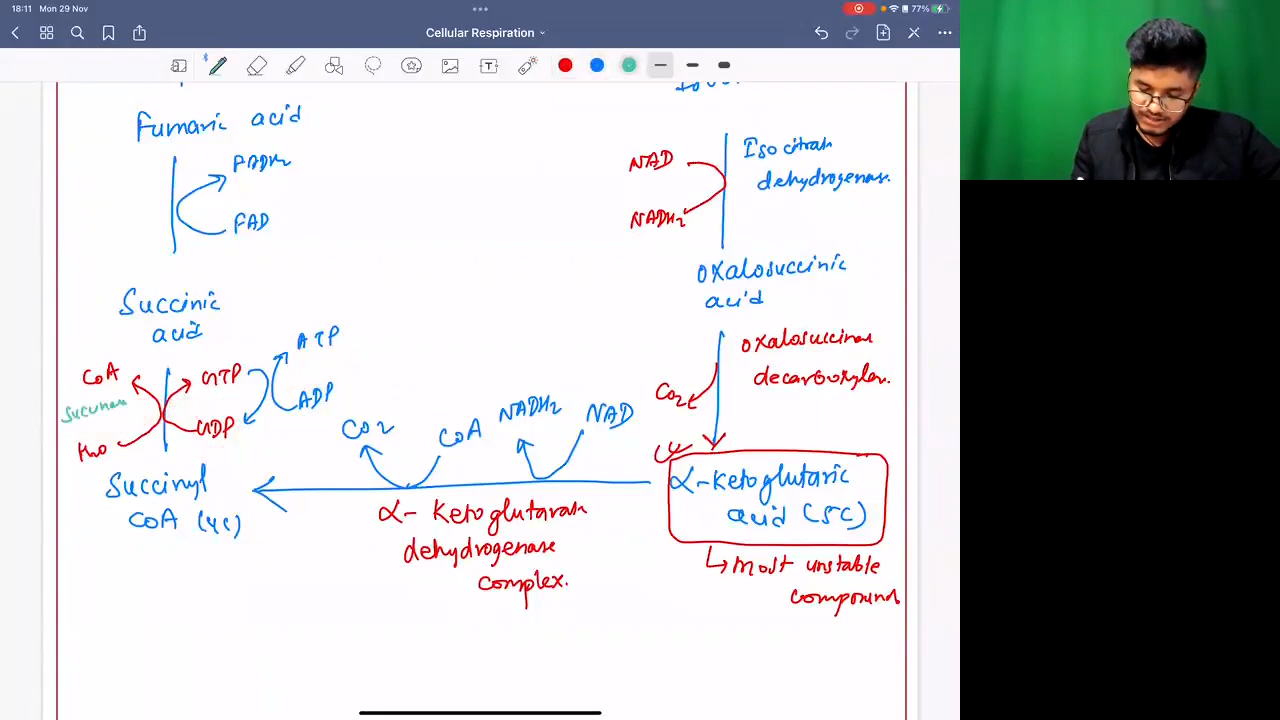 18:11 Mon 29 Nov
77%
Cellular Respiration
Fumaric acid
FADH2
FAD
Succinic
acid
CoA
GTP
ATP
ADP
GDP
H2O
Succinyl
CoA (4C)
CO2
CoA
NADH2
NAD
α- Ketoglutarate
dehydrogenase
complex.
NAD
NADH2
Isocitrate
dehydrogenase.
Oxalosuccinic
acid
Oxalosuccinate
decarboxylase.
CO2
α-Ketoglutaric
acid (5C)
↳ Most unstable
compound